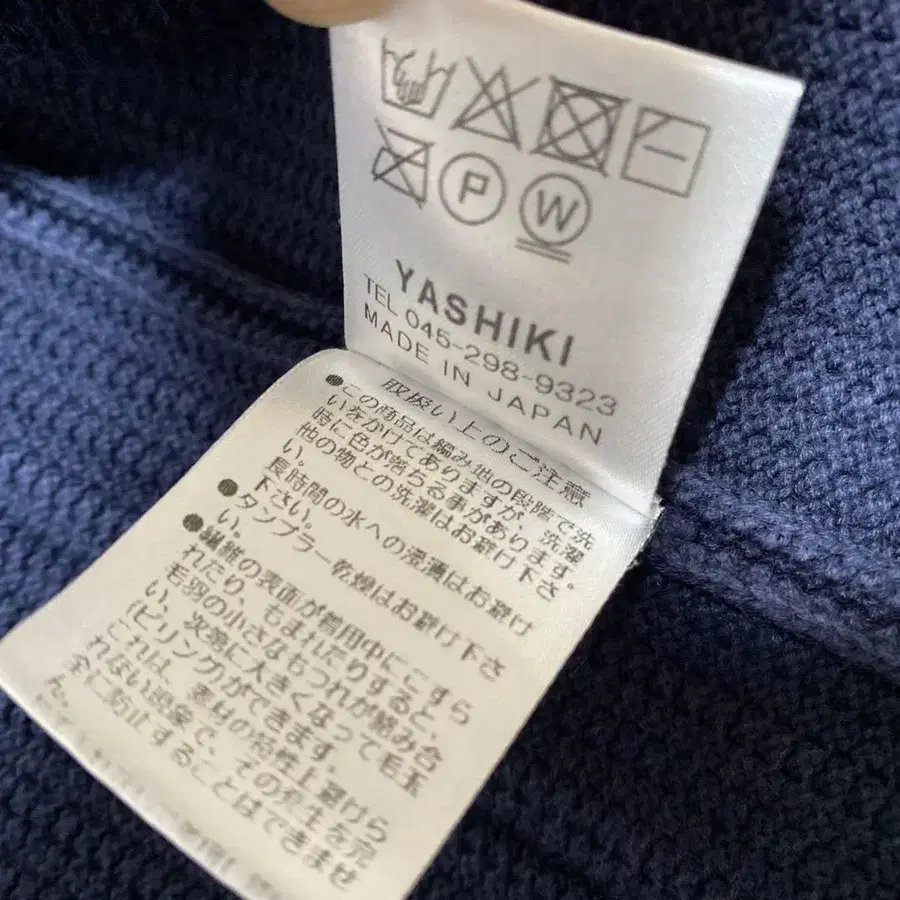 P
W
YASHIKI
TEL 045-298-9323
MADE IN JAPAN
取扱い上のご注意
●この商品は編み地の段階で洗
いをかけてありますが、洗濯
時に色が落ちる事があります。
他の物との洗濯はお避け下さ
い。
長時間の水への浸漬はお避け
下さい。
●タンブラー乾燥はお避け下さ
い。
●繊維の表面が着用中にこすら
れたり、もまれたりすると、
毛羽の小さなもつれが絡み合
い、次第に大きくなって毛玉
(ピリング)ができます。
これは、素材の特性上避けら
れない現象で、その発生を完
全に防止することはできませ
ん。